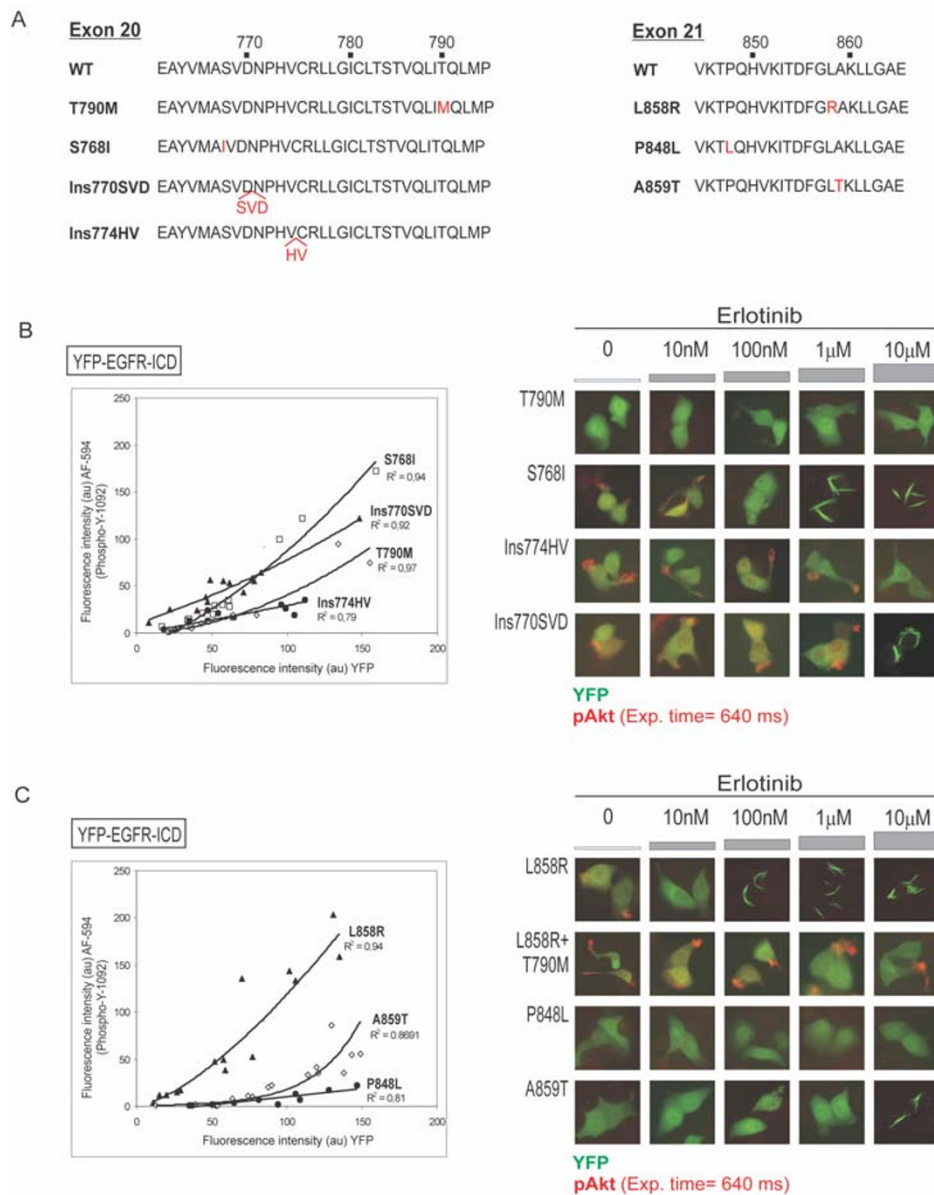 A
Exon 20
770 780 790
WT EAYVMASVDNPHVCRLLGICLTSTVQLITQLMP
T790M EAYVMASVDNPHVCRLLGICLTSTVQLIMQLMP
S768I EAYVMAIVDNPHVCRLLGICLTSTVQLITQLMP
Ins770SVD EAYVMASVDNPHVCRLLGICLTSTVQLITQLMP
SVD
Ins774HV EAYVMASVDNPHVCRLLGICLTSTVQLITQLMP
HV
Exon 21
850 860
WT VKTPQHVKITDFGLAKLLGAE
L858R VKTPQHVKITDFGRAKLLGAE
P848L VKTLQHVKITDFGLAKLLGAE
A859T VKTPQHVKITDFGLTKLLGAE
B
YFP-EGFR-ICD
Fluorescence intensity (au) AF-594
(Phospho-Y-1092)
250
200
150
100
50
0
0 50 100 150 200
Fluorescence intensity (au) YFP
S768I
R² = 0,94
Ins770SVD
R² = 0,92
T790M
R² = 0,97
Ins774HV
R² = 0,79
Erlotinib
0 10nM 100nM 1µM 10µM
T790M
S768I
Ins774HV
Ins770SVD
YFP
pAkt (Exp. time= 640 ms)
C
YFP-EGFR-ICD
Fluorescence intensity (au) AF-594
(Phospho-Y-1092)
250
200
150
100
50
0
0 50 100 150 200
Fluorescence intensity (au) YFP
L858R
R² = 0,94
A859T
R² = 0.8691
P848L
R² = 0,81
Erlotinib
0 10nM 100nM 1µM 10µM
L858R
L858R+
T790M
P848L
A859T
YFP
pAkt (Exp. time= 640 ms)